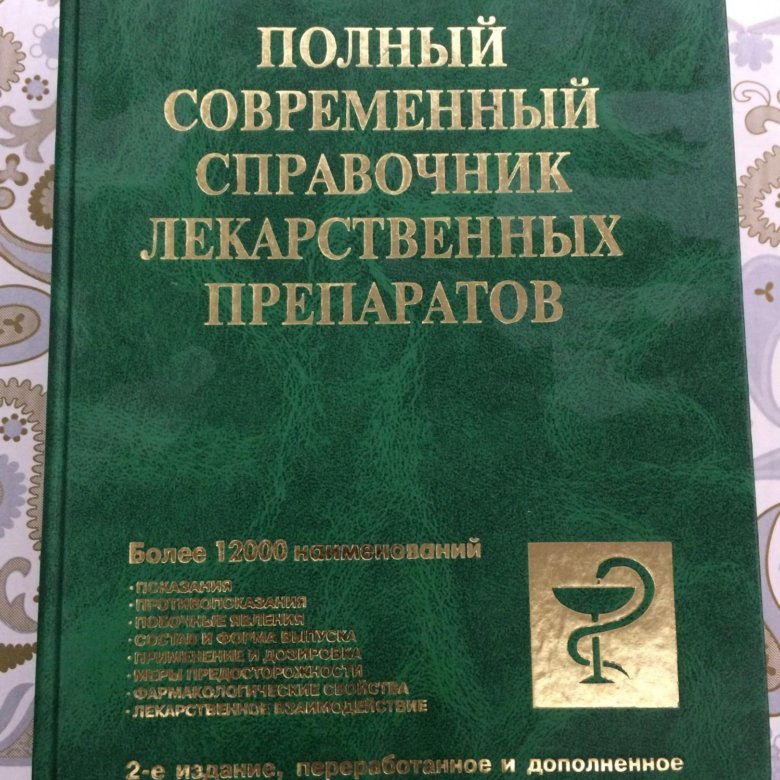 ПОЛНЫЙ
СОВРЕМЕННЫЙ
СПРАВОЧНИК
ЛЕКАРСТВЕННЫХ
ПРЕПАРАТОВ
Более 12000 наименований
·ПОКАЗАНИЯ
·ПРОТИВОПОКАЗАНИЯ
·ПОБОЧНЫЕ ЯВЛЕНИЯ
·СОСТАВ И ФОРМА ВЫПУСКА
·ПРИМЕНЕНИЕ И ДОЗИРОВКА
·МЕРЫ ПРЕДОСТОРОЖНОСТИ
·ФАРМАКОЛОГИЧЕСКИЕ СВОЙСТВА
·ЛЕКАРСТВЕННОЕ ВЗАИМОДЕЙСТВИЕ
2-е издание, переработанное и дополненное